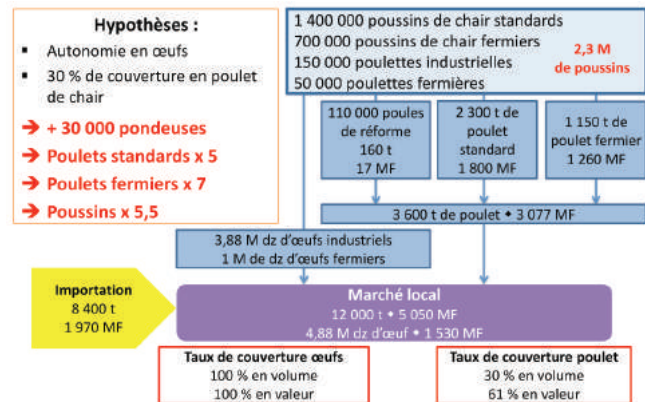 Hypothèses :
▪ Autonomie en œufs
▪ 30 % de couverture en poulet
de chair
→ + 30 000 pondeuses
→ Poulets standards x 5
→ Poulets fermiers x 7
→ Poussins x 5,5
1 400 000 poussins de chair standards
700 000 poussins de chair fermiers
150 000 poulettes industrielles
50 000 poulettes fermières
2,3 M
de poussins
110 000 poules
de réforme
160 t
17 MF
2 300 t de
poulet
standard
1 800 MF
1 150 t de
poulet fermier
1 260 MF
3 600 t de poulet • 3 077 MF
3,88 M dz d'œufs industriels
1 M de dz d'œufs fermiers
Importation
8 400 t
1 970 MF
Marché local
12 000 t • 5 050 MF
4,88 M dz d'œuf • 1 530 MF
Taux de couverture œufs
100 % en volume
100 % en valeur
Taux de couverture poulet
30 % en volume
61 % en valeur